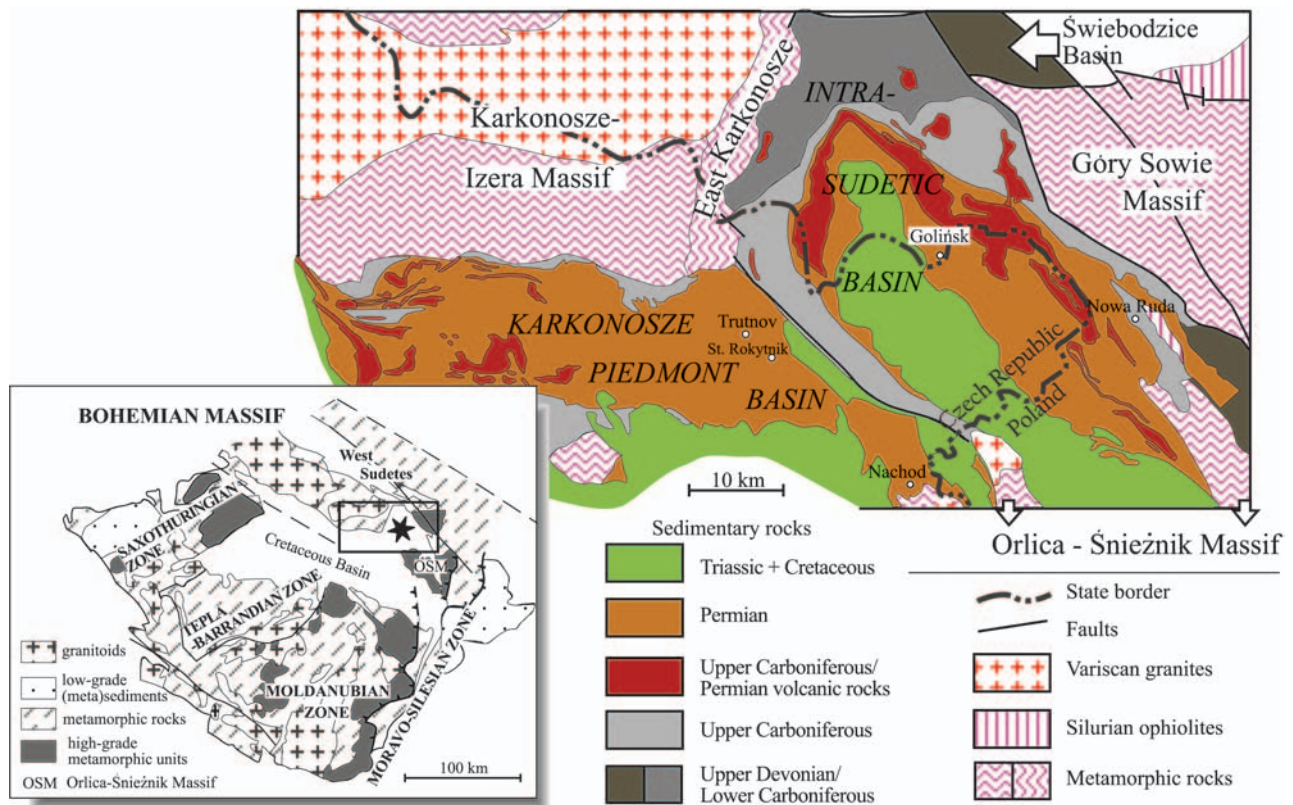 Świebodzice
Basin
INTRA-
East Karkonosze
Karkonosze-
Izera Massif
Góry Sowie
Massif
SUDETIC
Golińsk
BASIN
Nowa Ruda
KARKONOSZE
Trutnov
St. Rokytnik
PIEDMONT
BASIN
Czech Republic
Poland
Nachod
10 km
Orlica - Śnieżnik Massif
BOHEMIAN MASSIF
West
Sudetes
SAXOTHURINGIAN
ZONE
Cretaceous Basin
OSM
TEPLÁ
-BARRANDIAN ZONE
MOLDANUBIAN
ZONE
MORAVO-SILESIAN ZONE
granitoids
low-grade
(meta)sediments
metamorphic rocks
high-grade
metamorphic units
OSM Orlica-Śnieżnik Massif
100 km
Sedimentary rocks
Triassic + Cretaceous
Permian
Upper Carboniferous/
Permian volcanic rocks
Upper Carboniferous
Upper Devonian/
Lower Carboniferous
State border
Faults
Variscan granites
Silurian ophiolites
Metamorphic rocks